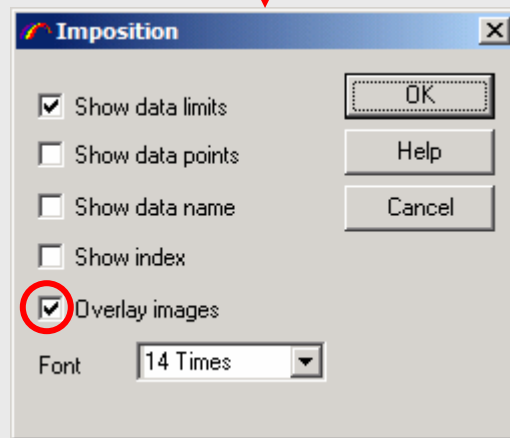 Imposition
Show data limits
OK
Show data points
Help
Show data name
Cancel
Show index
Overlay images
Font
14 Times